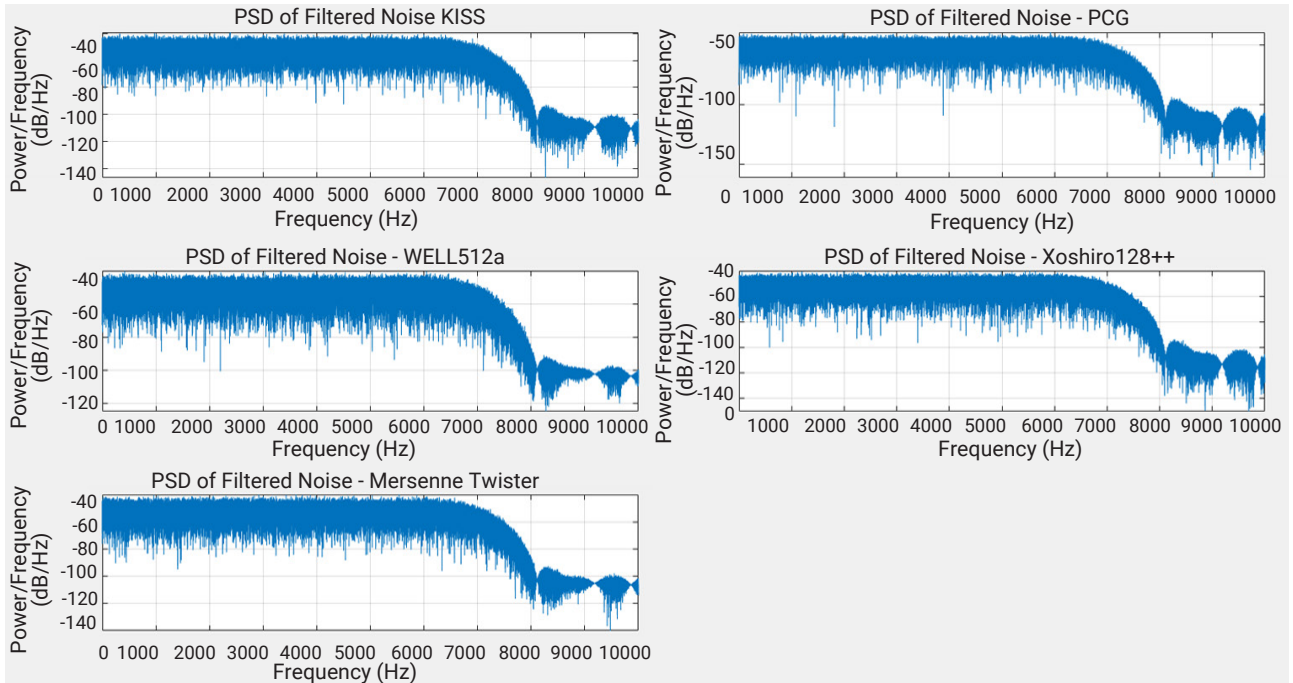 PSD of Filtered Noise KISS
Power/Frequency
(dB/Hz)
-40
-60
-80
-100
-120
-140
0 1000 2000 3000 4000 5000 6000 7000 8000 9000 10000
Frequency (Hz)
PSD of Filtered Noise - PCG
Power/Frequency
(dB/Hz)
-50
-100
-150
0 1000 2000 3000 4000 5000 6000 7000 8000 9000 10000
Frequency (Hz)
PSD of Filtered Noise - WELL512a
Power/Frequency
(dB/Hz)
-40
-60
-80
-100
-120
0 1000 2000 3000 4000 5000 6000 7000 8000 9000 10000
Frequency (Hz)
PSD of Filtered Noise - Xoshiro128++
Power/Frequency
(dB/Hz)
-40
-60
-80
-100
-120
-140
0
1000 2000 3000 4000 5000 6000 7000 8000 9000 10000
Frequency (Hz)
PSD of Filtered Noise - Mersenne Twister
Power/Frequency
(dB/Hz)
-40
-60
-80
-100
-120
-140
0 1000 2000 3000 4000 5000 6000 7000 8000 9000 10000
Frequency (Hz)